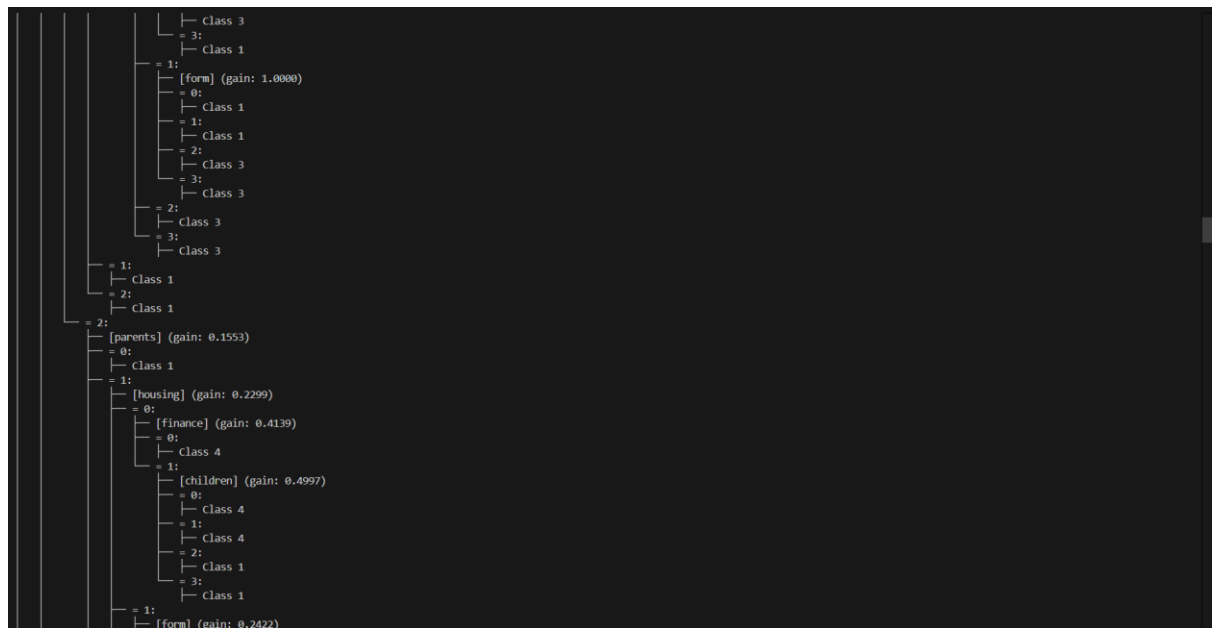 ├── Class 3
└── = 3:
├── Class 1
├── = 1:
├── [form] (gain: 1.0000)
├── = 0:
├── Class 1
├── = 1:
├── Class 1
├── = 2:
├── Class 3
└── = 3:
├── Class 3
├── = 2:
├── Class 3
└── = 3:
├── Class 3
├── = 1:
├── Class 1
└── = 2:
├── Class 1
└── = 2:
├── [parents] (gain: 0.1553)
├── = 0:
├── Class 1
├── = 1:
├── [housing] (gain: 0.2299)
├── = 0:
├── [finance] (gain: 0.4139)
├── = 0:
├── Class 4
└── = 1:
├── [children] (gain: 0.4997)
├── = 0:
├── Class 4
├── = 1:
├── Class 4
├── = 2:
├── Class 1
└── = 3:
├── Class 1
├── = 1:
├── [form] (gain: 0.2422)